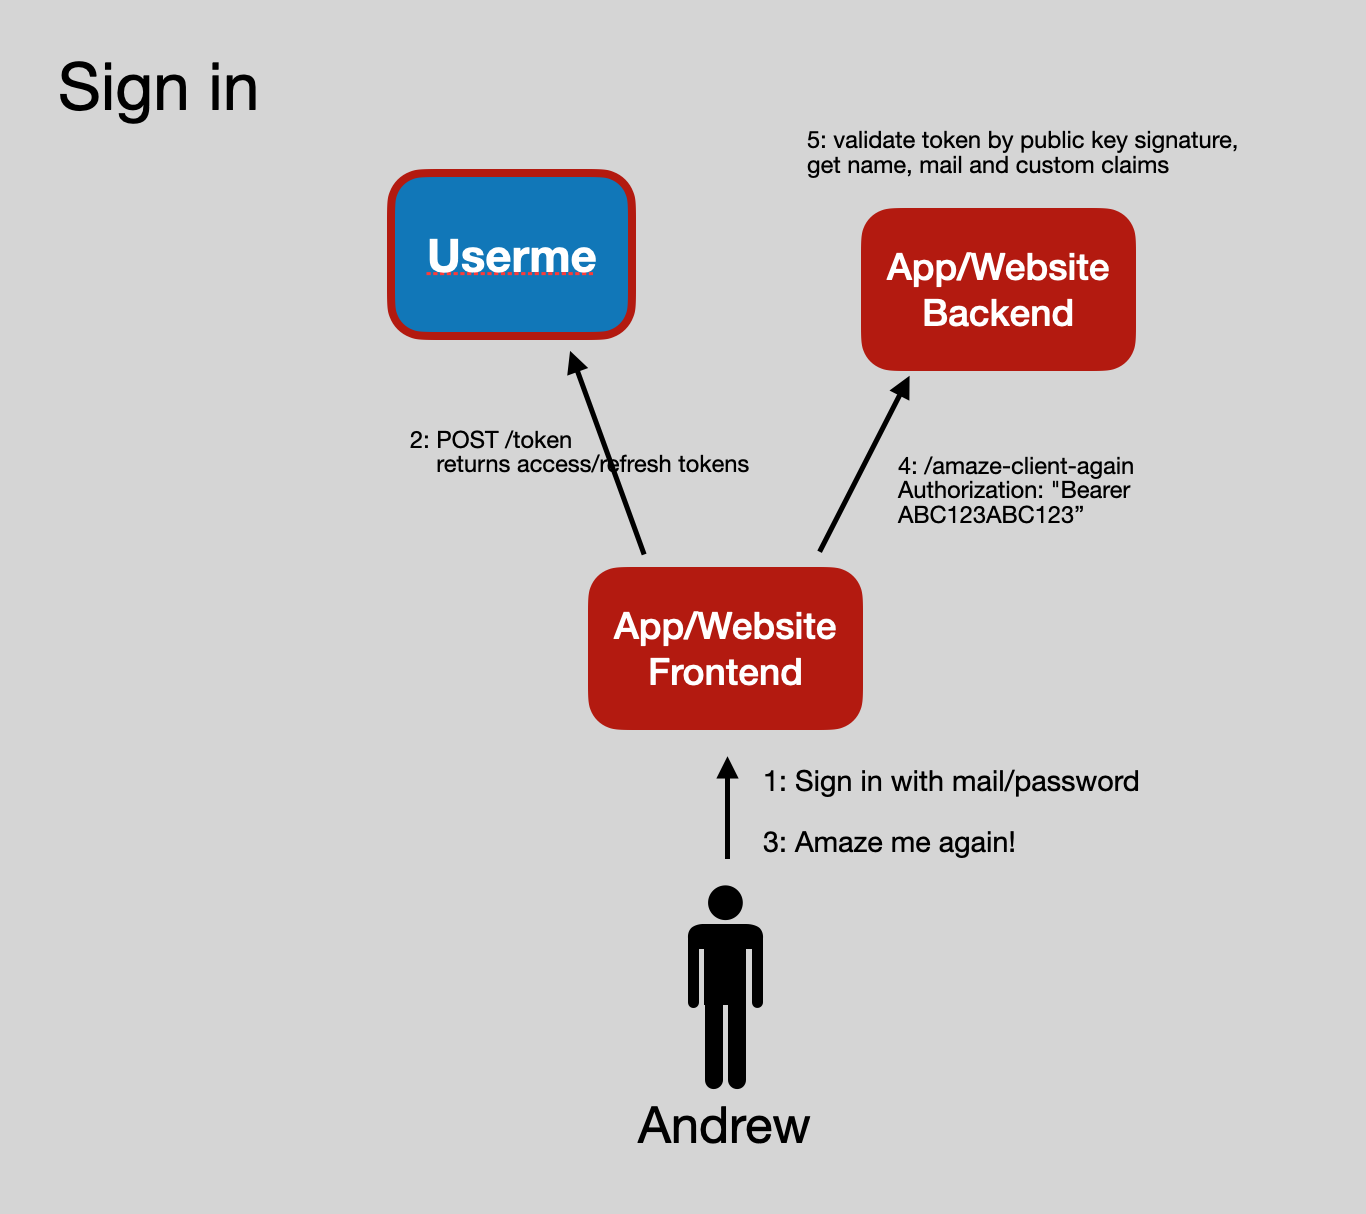 Sign in
5: validate token by public key signature,
get name, mail and custom claims
Userme
App/Website
Backend
2: POST /token
returns access/refresh tokens
4: /amaze-client-again
Authorization: "Bearer
ABC123ABC123”
App/Website
Frontend
1: Sign in with mail/password
3: Amaze me again!
Andrew